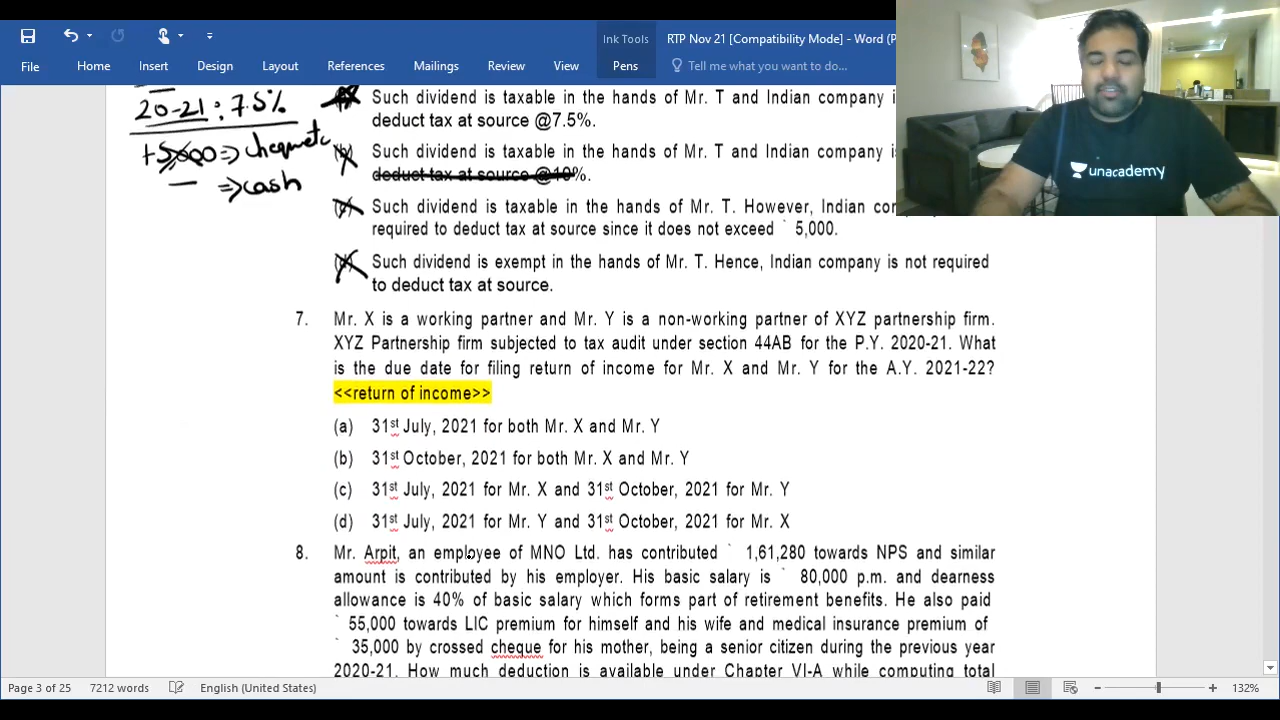 Ink Tools
RTP Nov 21 [Compatibility Mode] - Word (P
File Home Insert Design Layout References Mailings Review View Pens Tell me what you want to do...
20-21 : 7.5%
+5,000 => cheque etc
— => cash
Such dividend is taxable in the hands of Mr. T and Indian company i
deduct tax at source @7.5%.
Such dividend is taxable in the hands of Mr. T and Indian company i
deduct tax at source @10%.
Such dividend is taxable in the hands of Mr. T. However, Indian co
required to deduct tax at source since it does not exceed ` 5,000.
Such dividend is exempt in the hands of Mr. T. Hence, Indian company is not required
to deduct tax at source.
unacademy
7. Mr. X is a working partner and Mr. Y is a non-working partner of XYZ partnership firm.
XYZ Partnership firm subjected to tax audit under section 44AB for the P.Y. 2020-21. What
is the due date for filing return of income for Mr. X and Mr. Y for the A.Y. 2021-22?
<<return of income>>
(a) 31st July, 2021 for both Mr. X and Mr. Y
(b) 31st October, 2021 for both Mr. X and Mr. Y
(c) 31st July, 2021 for Mr. X and 31st October, 2021 for Mr. Y
(d) 31st July, 2021 for Mr. Y and 31st October, 2021 for Mr. X
8. Mr. Arpit, an employee of MNO Ltd. has contributed ` 1,61,280 towards NPS and similar
amount is contributed by his employer. His basic salary is ` 80,000 p.m. and dearness
allowance is 40% of basic salary which forms part of retirement benefits. He also paid
` 55,000 towards LIC premium for himself and his wife and medical insurance premium of
` 35,000 by crossed cheque for his mother, being a senior citizen during the previous year
2020-21. How much deduction is available under Chapter VI-A while computing total
Page 3 of 25 7212 words English (United States) 132%